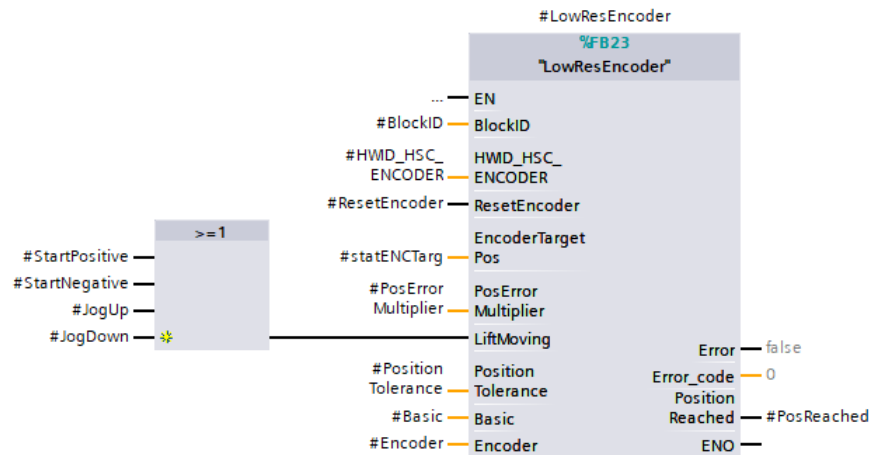 #LowResEncoder
%FB23
"LowResEncoder"
... EN
#BlockID BlockID
#HWID_HSC_ HWID_HSC_
ENCODER ENCODER
#ResetEncoder ResetEncoder
>=1
#StartPositive
#StartNegative
#JogUp
#JogDown
EncoderTarget
#statENCTarg Pos
#PosError PosError
Multiplier Multiplier
LiftMoving
#Position Position
Tolerance Tolerance
#Basic Basic
#Encoder Encoder
Error false
Error_code 0
Position
Reached #PosReached
ENO